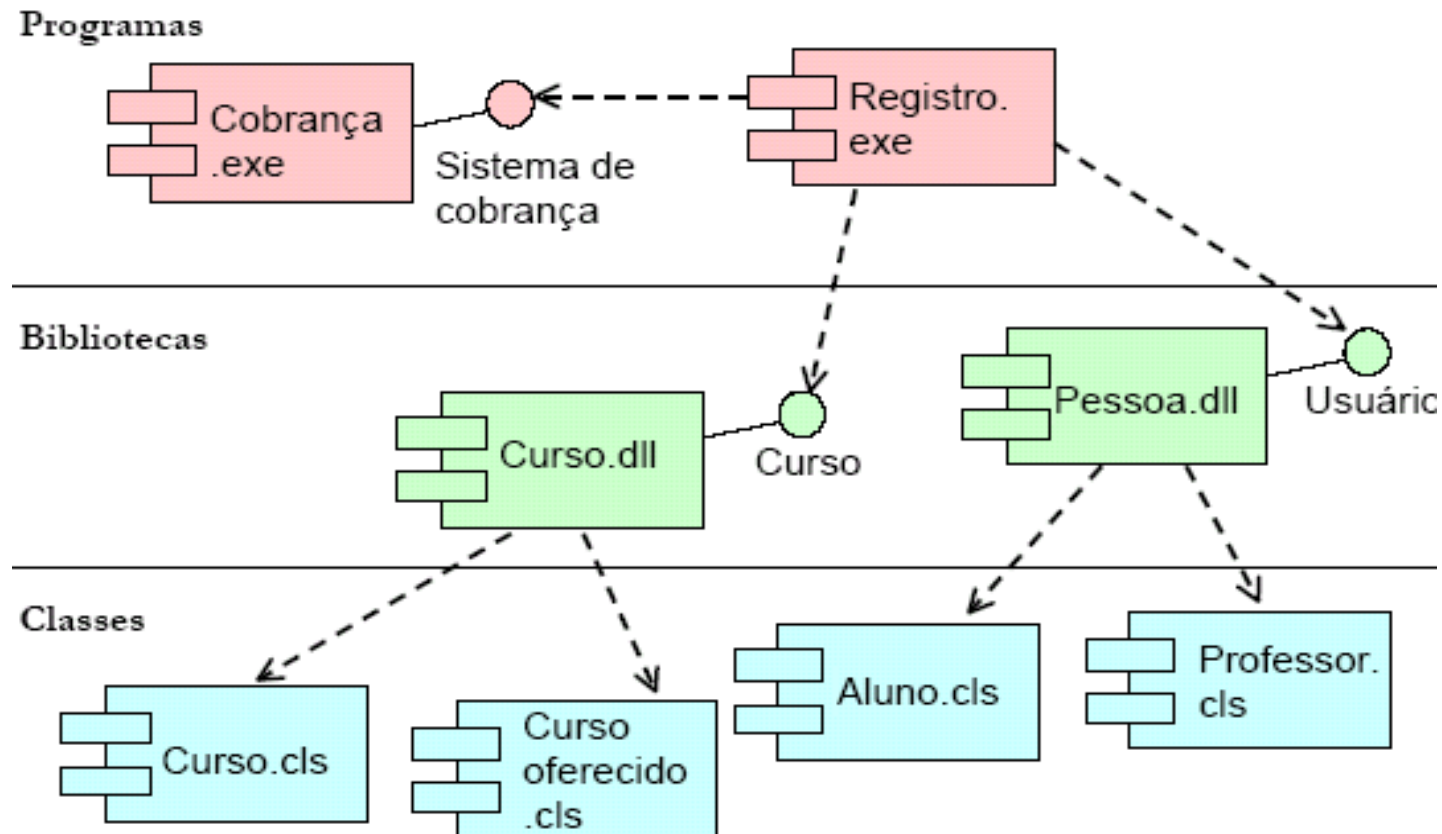 Programas
Cobrança
.exe
Sistema de
cobrança
Registro.
exe
Bibliotecas
Curso.dll
Curso
Pessoa.dll
Usuário
Classes
Curso.cls
Curso
oferecido
.cls
Aluno.cls
Professor.
cls